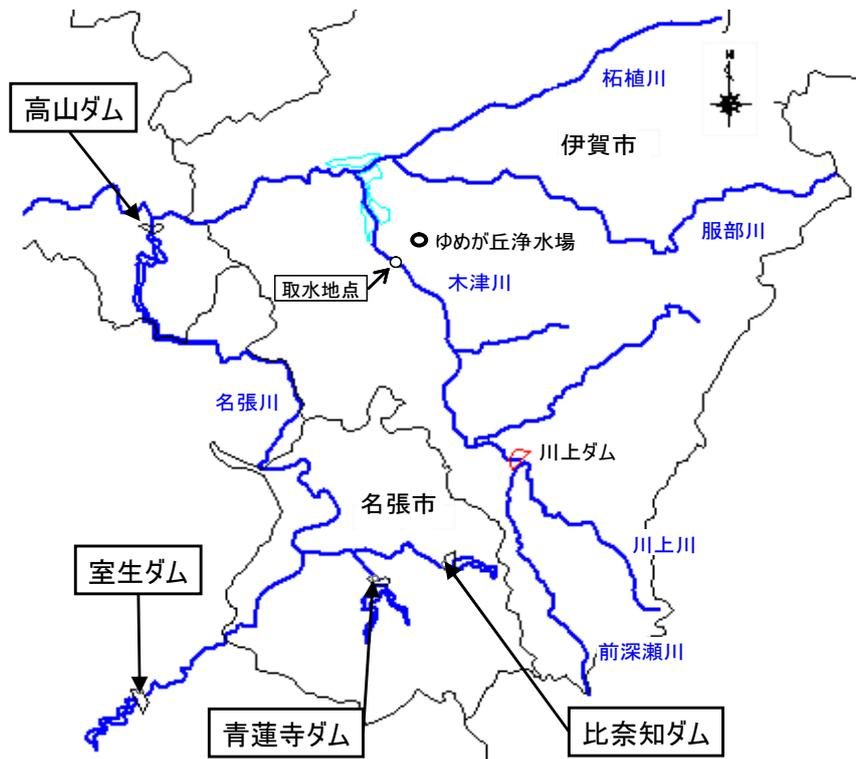 N
柘植川
高山ダム
伊賀市
服部川
ゆめが丘浄水場
取水地点
木津川
名張川
川上ダム
名張市
川上川
室生ダム
前深瀬川
青蓮寺ダム
比奈知ダム